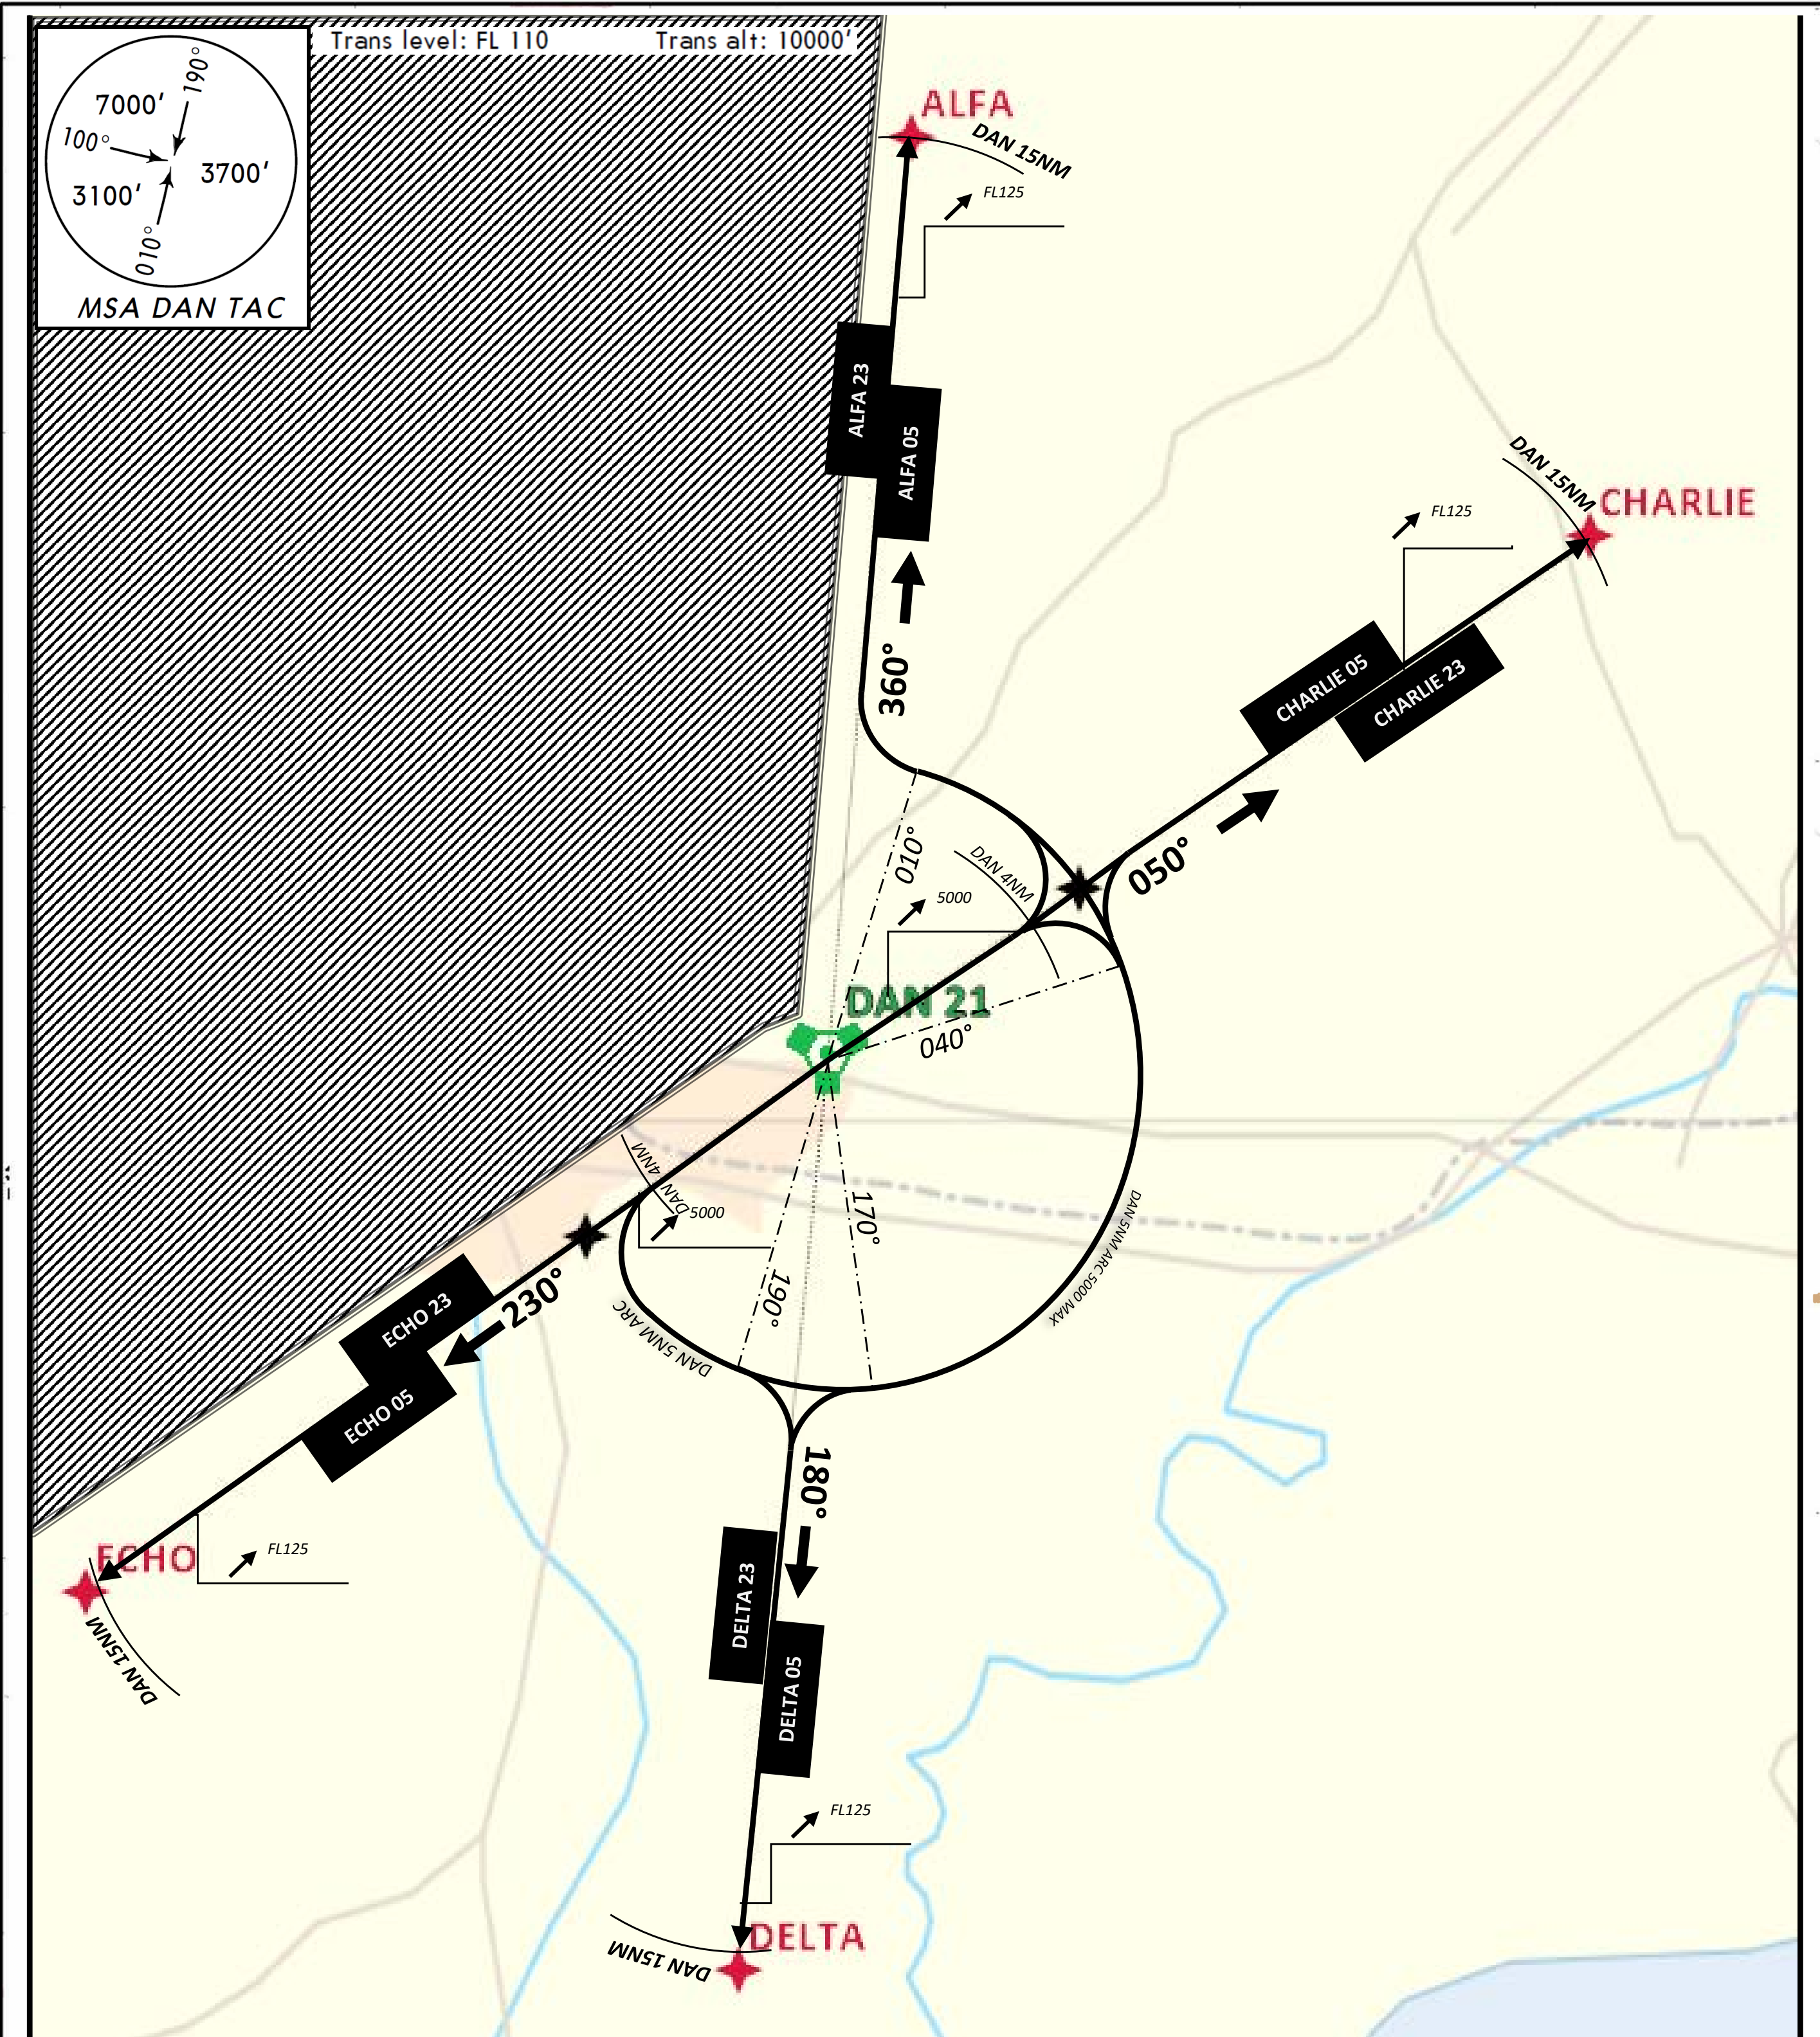 Trans level: FL 110
Trans alt: 10000'
190°
7000'
100°
3700'
3100'
010°
MSA DAN TAC
ALFA
DAN 15NM
FL125
ALFA 23
ALFA 05
360°
DAN 15NM
CHARLIE
FL125
CHARLIE 05
CHARLIE 23
050°
010°
DAN 4NM
5000
DAN 21
040°
DAN 4NM
5000
170°
190°
DAN 5NM ARC 5000 MAX
DAN 5NM ARC
230°
ECHO 23
ECHO 05
180°
ECHO
FL125
DAN 15NM
DELTA 23
DELTA 05
FL125
DELTA
DAN 15NM